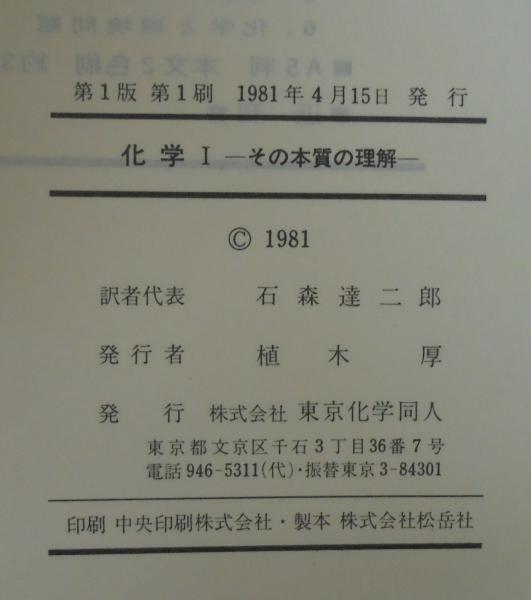 第1版 第1刷 1981年4月15日 発行
化学 I ―その本質の理解―
© 1981
訳者代表 石森達二郎
発行者 植木厚
発行 株式会社 東京化学同人
東京都文京区千石3丁目36番7号
電話 946-5311(代)・振替東京3-84301
印刷 中央印刷株式会社・製本 株式会社松岳社